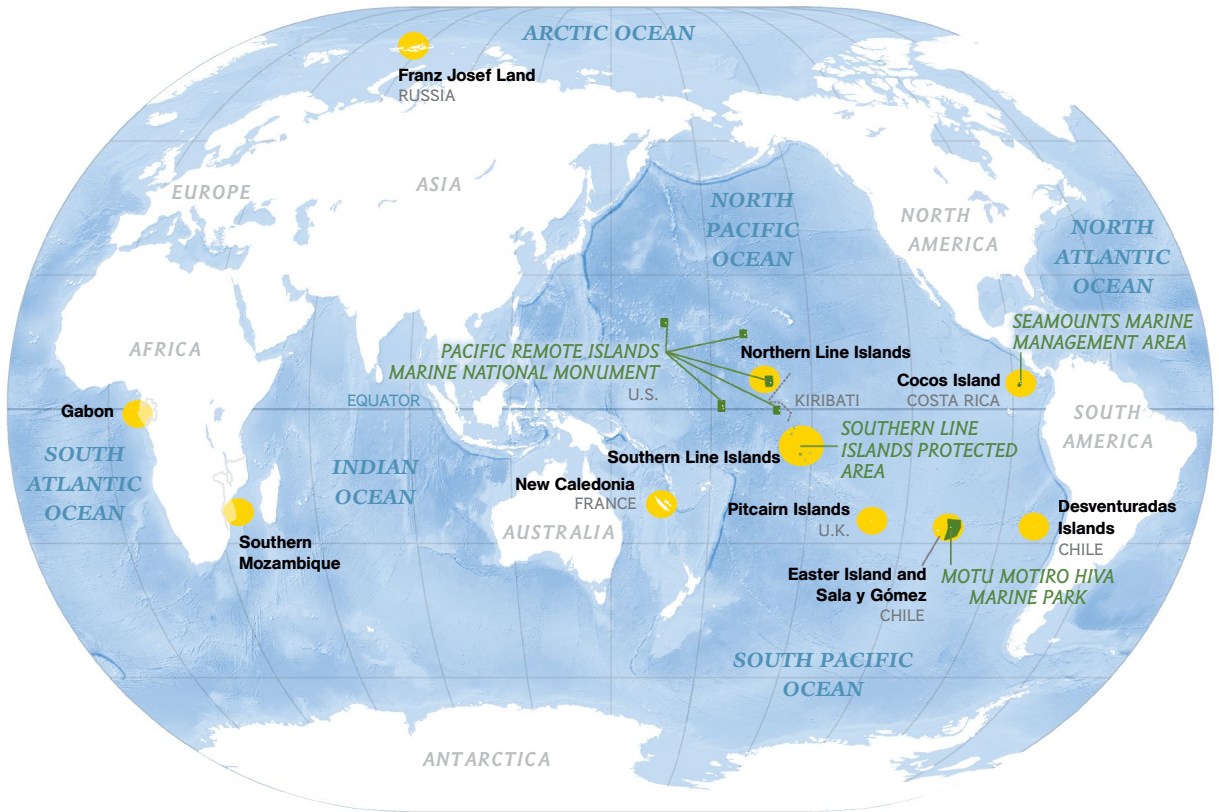 ARCTIC OCEAN
Franz Josef Land
RUSSIA
EUROPE
ASIA
NORTH
PACIFIC
OCEAN
NORTH
AMERICA
NORTH
ATLANTIC
OCEAN
AFRICA
PACIFIC REMOTE ISLANDS
MARINE NATIONAL MONUMENT
U.S.
Northern Line Islands
KIRIBATI
SEAMOUNTS MARINE
MANAGEMENT AREA
Cocos Island
COSTA RICA
EQUATOR
Gabon
SOUTH
AMERICA
SOUTH
ATLANTIC
OCEAN
INDIAN
OCEAN
Southern Line Islands
SOUTHERN LINE
ISLANDS PROTECTED
AREA
New Caledonia
FRANCE
AUSTRALIA
Pitcairn Islands
U.K.
Desventuradas
Islands
CHILE
Southern
Mozambique
Easter Island and
Sala y Gómez
CHILE
MOTU MOTIRO HIVA
MARINE PARK
SOUTH PACIFIC
OCEAN
ANTARCTICA